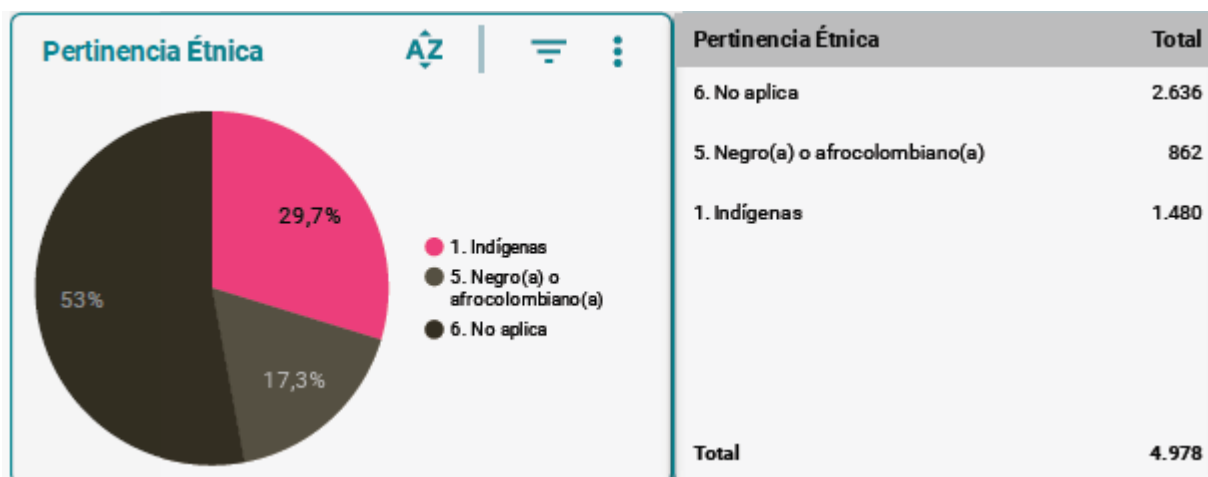 Pertinencia Étnica
AZ
29,7%
53%
17,3%
1. Indígenas
5. Negro(a) o
afrocolombiano(a)
6. No aplica
Pertinencia Étnica Total
6. No aplica 2.636
5. Negro(a) o afrocolombiano(a) 862
1. Indígenas 1.480
Total 4.978